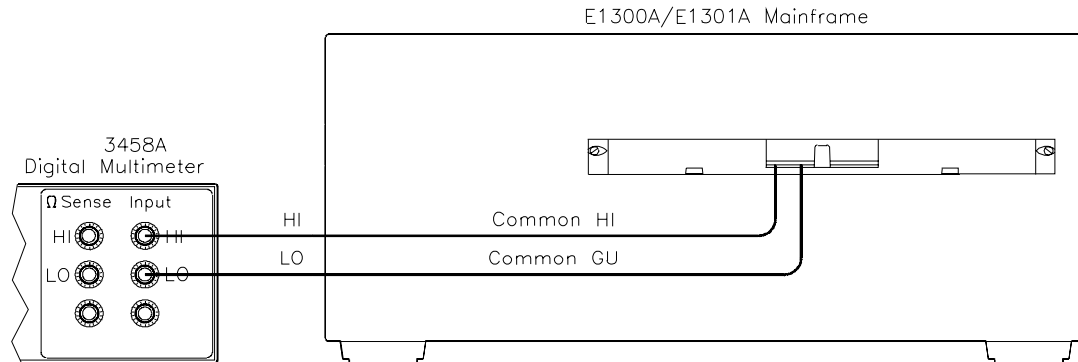 E1300A/E1301A Mainframe
3458A
Digital Multimeter
Ω Sense Input
HI HI HI Common HI
LO LO LO Common GU